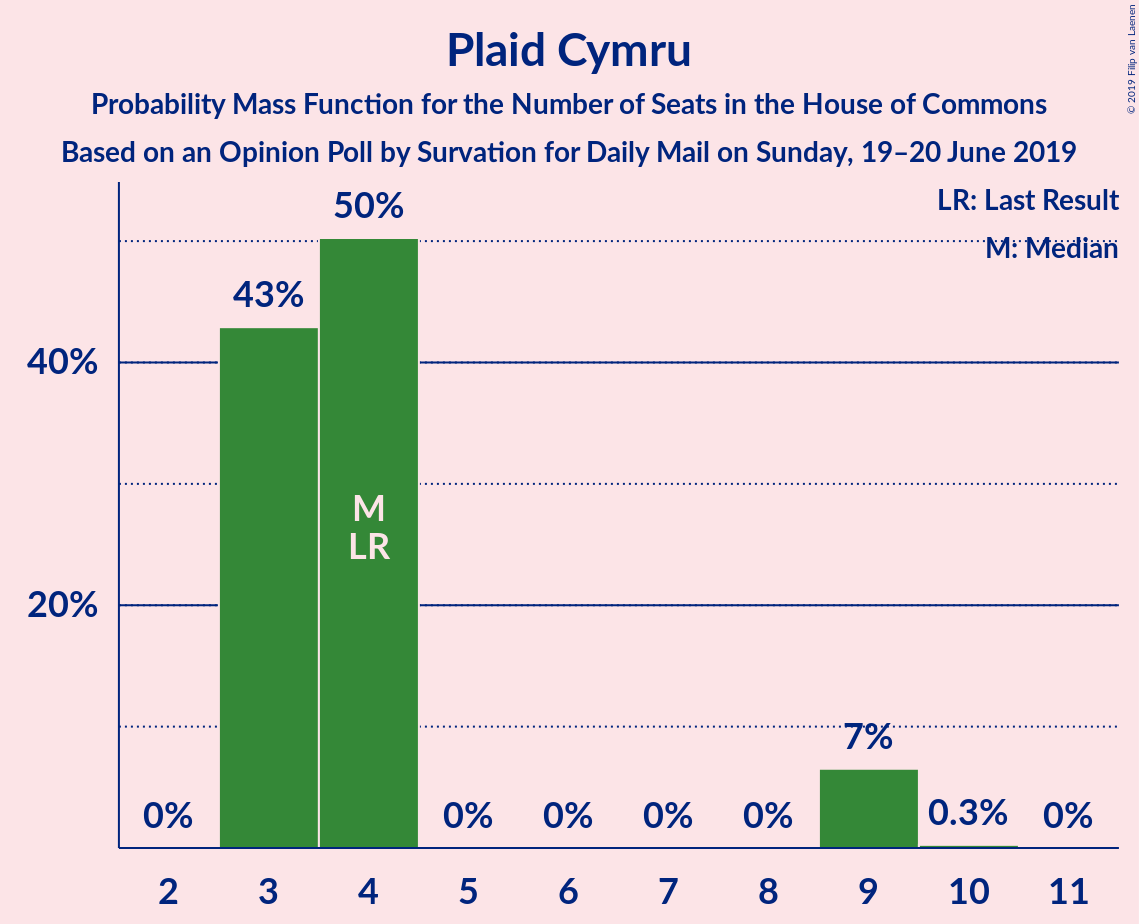 Plaid Cymru
Probability Mass Function for the Number of Seats in the House of Commons
Based on an Opinion Poll by Survation for Daily Mail on Sunday, 19–20 June 2019
© 2019 Filip van Laenen
LR: Last Result
M: Median
50%
43%
40%
M
LR
20%
7%
0%
0%
0%
0%
0%
0.3%
0%
2 3 4 5 6 7 8 9 10 11